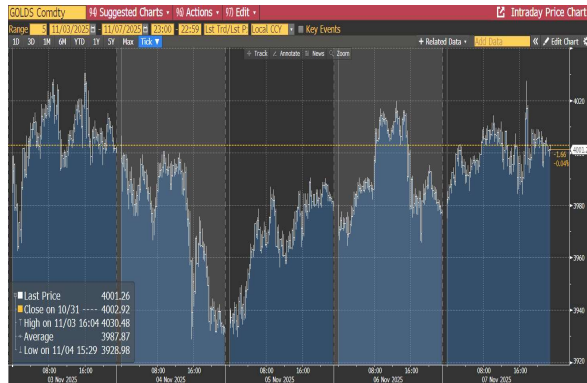 GOLDS Comdty 94) Suggested Charts 96) Actions 97) Edit Intraday Price Chart
Range 5 11/03/2025 - 11/07/2025 23:00 - 22:59 Lst Trd/Lst P Local CCY Key Events
1D 3D 1M 6M YTD 1Y 5Y Max Tick + Related Data Add Data Edit Chart
Track Annotate News Zoom
4020
4001.2
4000
-1.66
-0.04%
3980
3960
3940
3920
Last Price 4001.26
Close on 10/31 ---- 4002.92
High on 11/03 16:04 4030.48
Average 3987.87
Low on 11/04 15:29 3928.98
08:00 16:00 08:00 16:00 08:00 16:00 08:00 16:00 08:00 16:00
03 Nov 2025 04 Nov 2025 05 Nov 2025 06 Nov 2025 07 Nov 2025